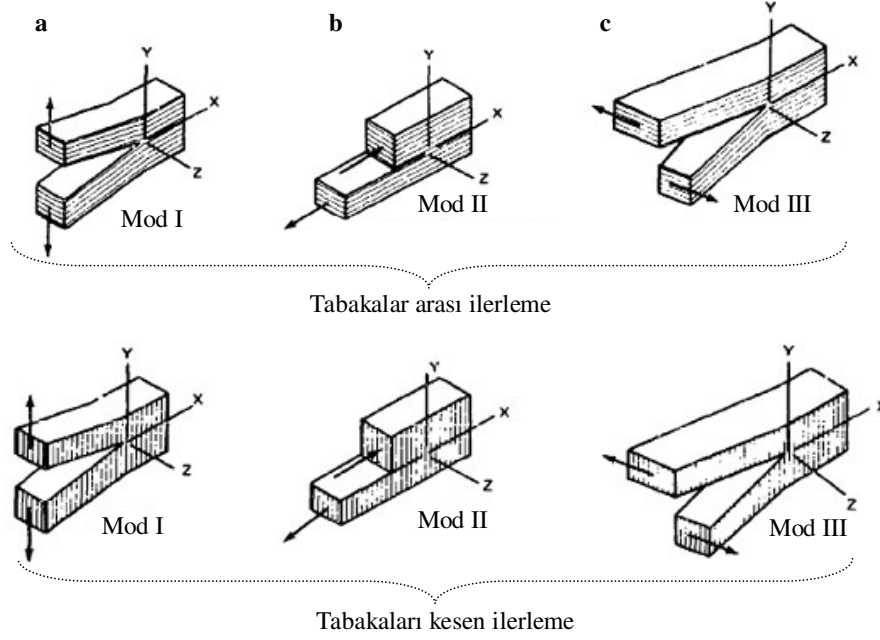 a b c
Y Y Y
X X X
Z Z Z
Mod I Mod II Mod III
Tabakalar arası ilerleme
Y Y Y
X X X
Z Z Z
Mod I Mod II Mod III
Tabakaları kesen ilerleme